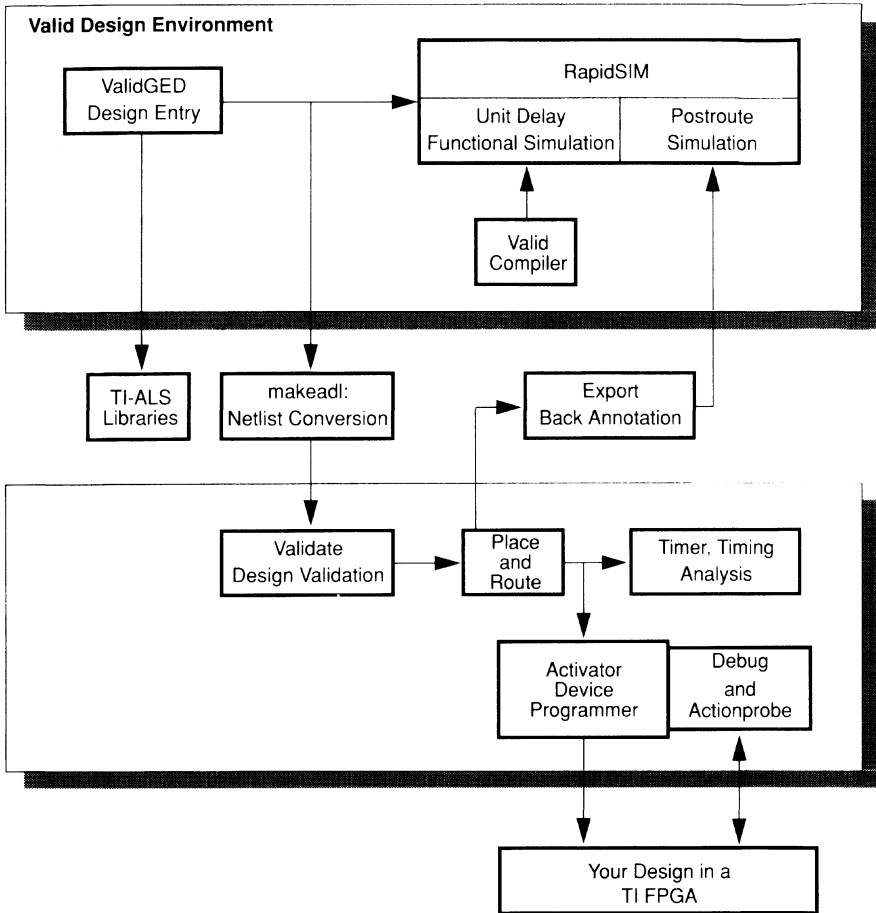 Valid Design Environment
ValidGED
Design Entry
RapidSIM
Unit Delay
Functional Simulation
Postroute
Simulation
Valid
Compiler
TI-ALS
Libraries
makeadl:
Netlist Conversion
Export
Back Annotation
Validate
Design Validation
Place
and
Route
Timer, Timing
Analysis
Activator
Device
Programmer
Debug
and
Actionprobe
Your Design in a
TI FPGA